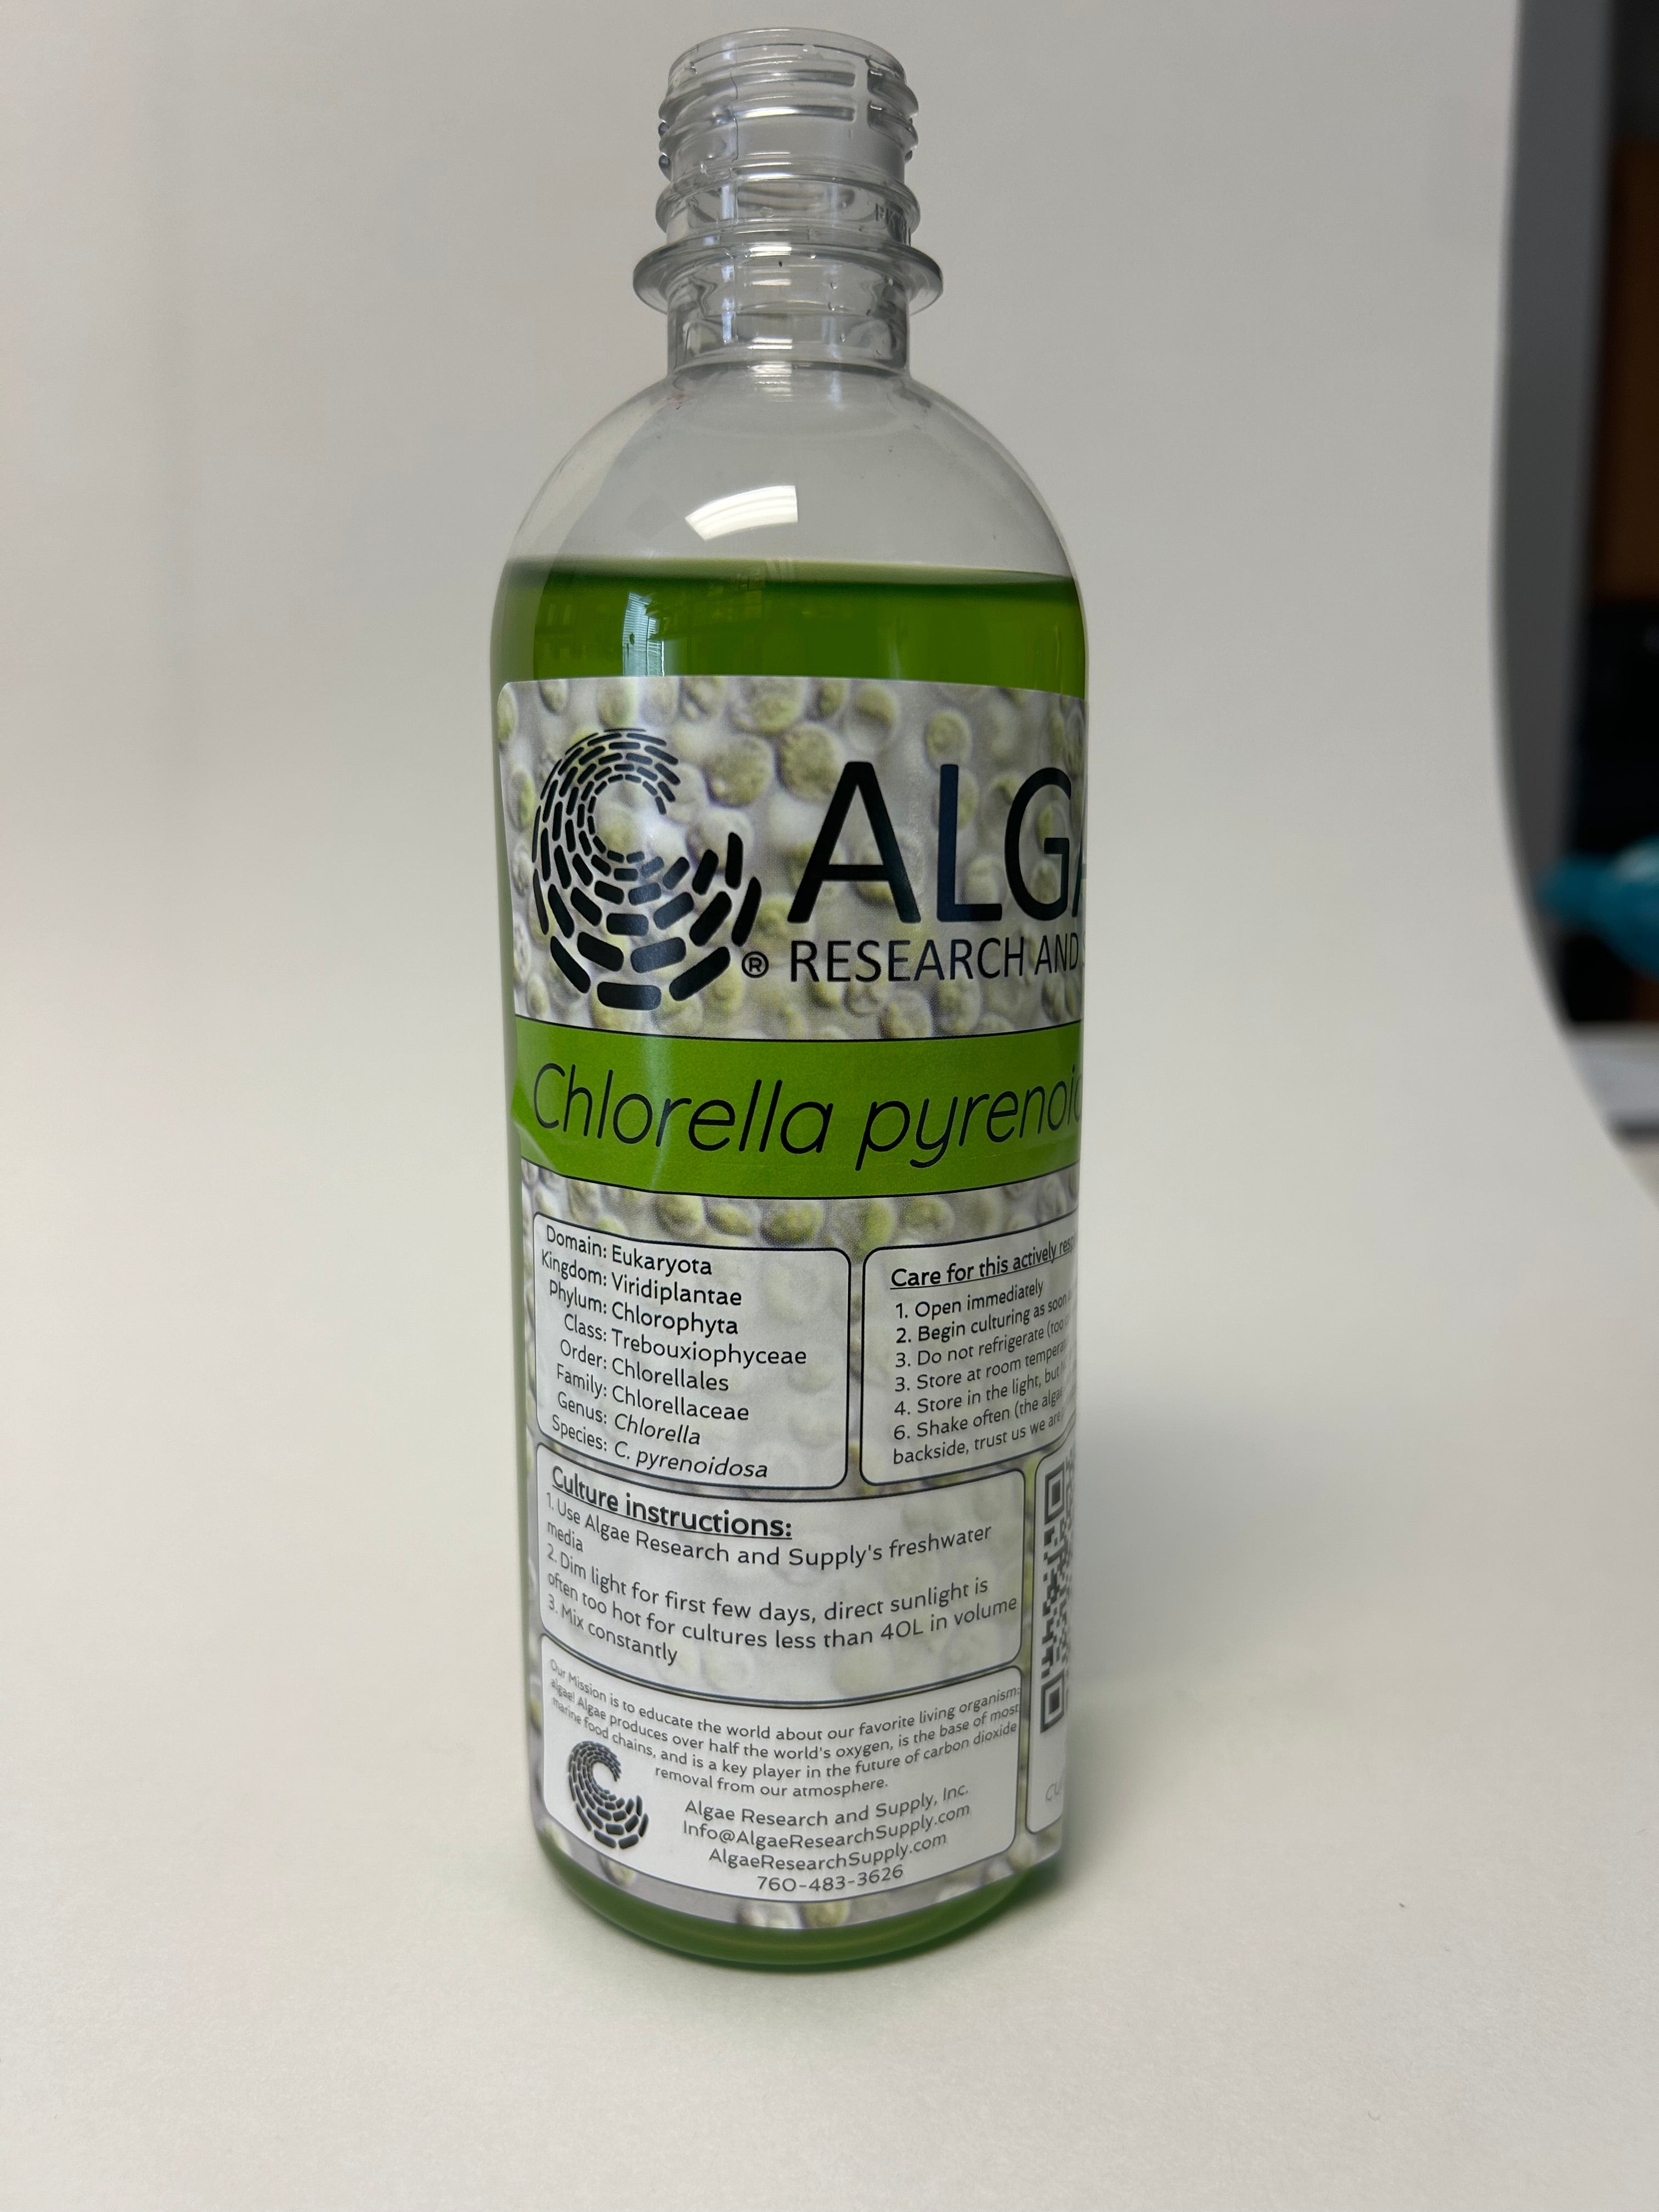 ALGA
RESEARCH AND
®
Chlorella
Domain: Eukaryota
Kingdom: Viridiplantae
Phylum: Chlorophyta
Class: Trebouxiophyceae
Order: Chlorellales
Family: Chlorellaceae
Genus: Chlorella
Species: C. pyrenoidosa
Care for this actively
1. Open immediately
2. Begin culturing as soon
3. Do not refrigerate (too
3. Store at room
4. Store in the light, but
6. Shake often (the algae
backside, trust us we are
Culture instructions:
1. Use Algae Research and Supply's freshwater
media
2. Dim light for first few days, direct sunlight is
often too hot for cultures less than 40L in volume
3. Mix constantly
Our Mission is to educate the world about our favorite living organism:
algae! Algae produces over half the world's oxygen, is the base of most
marine food chains, and is a key player in the future of carbon dioxide
removal from our atmosphere.
Algae Research and Supply, Inc.
Info@AlgaeResearchSupply.com
AlgaeResearchSupply.com
760-483-3626